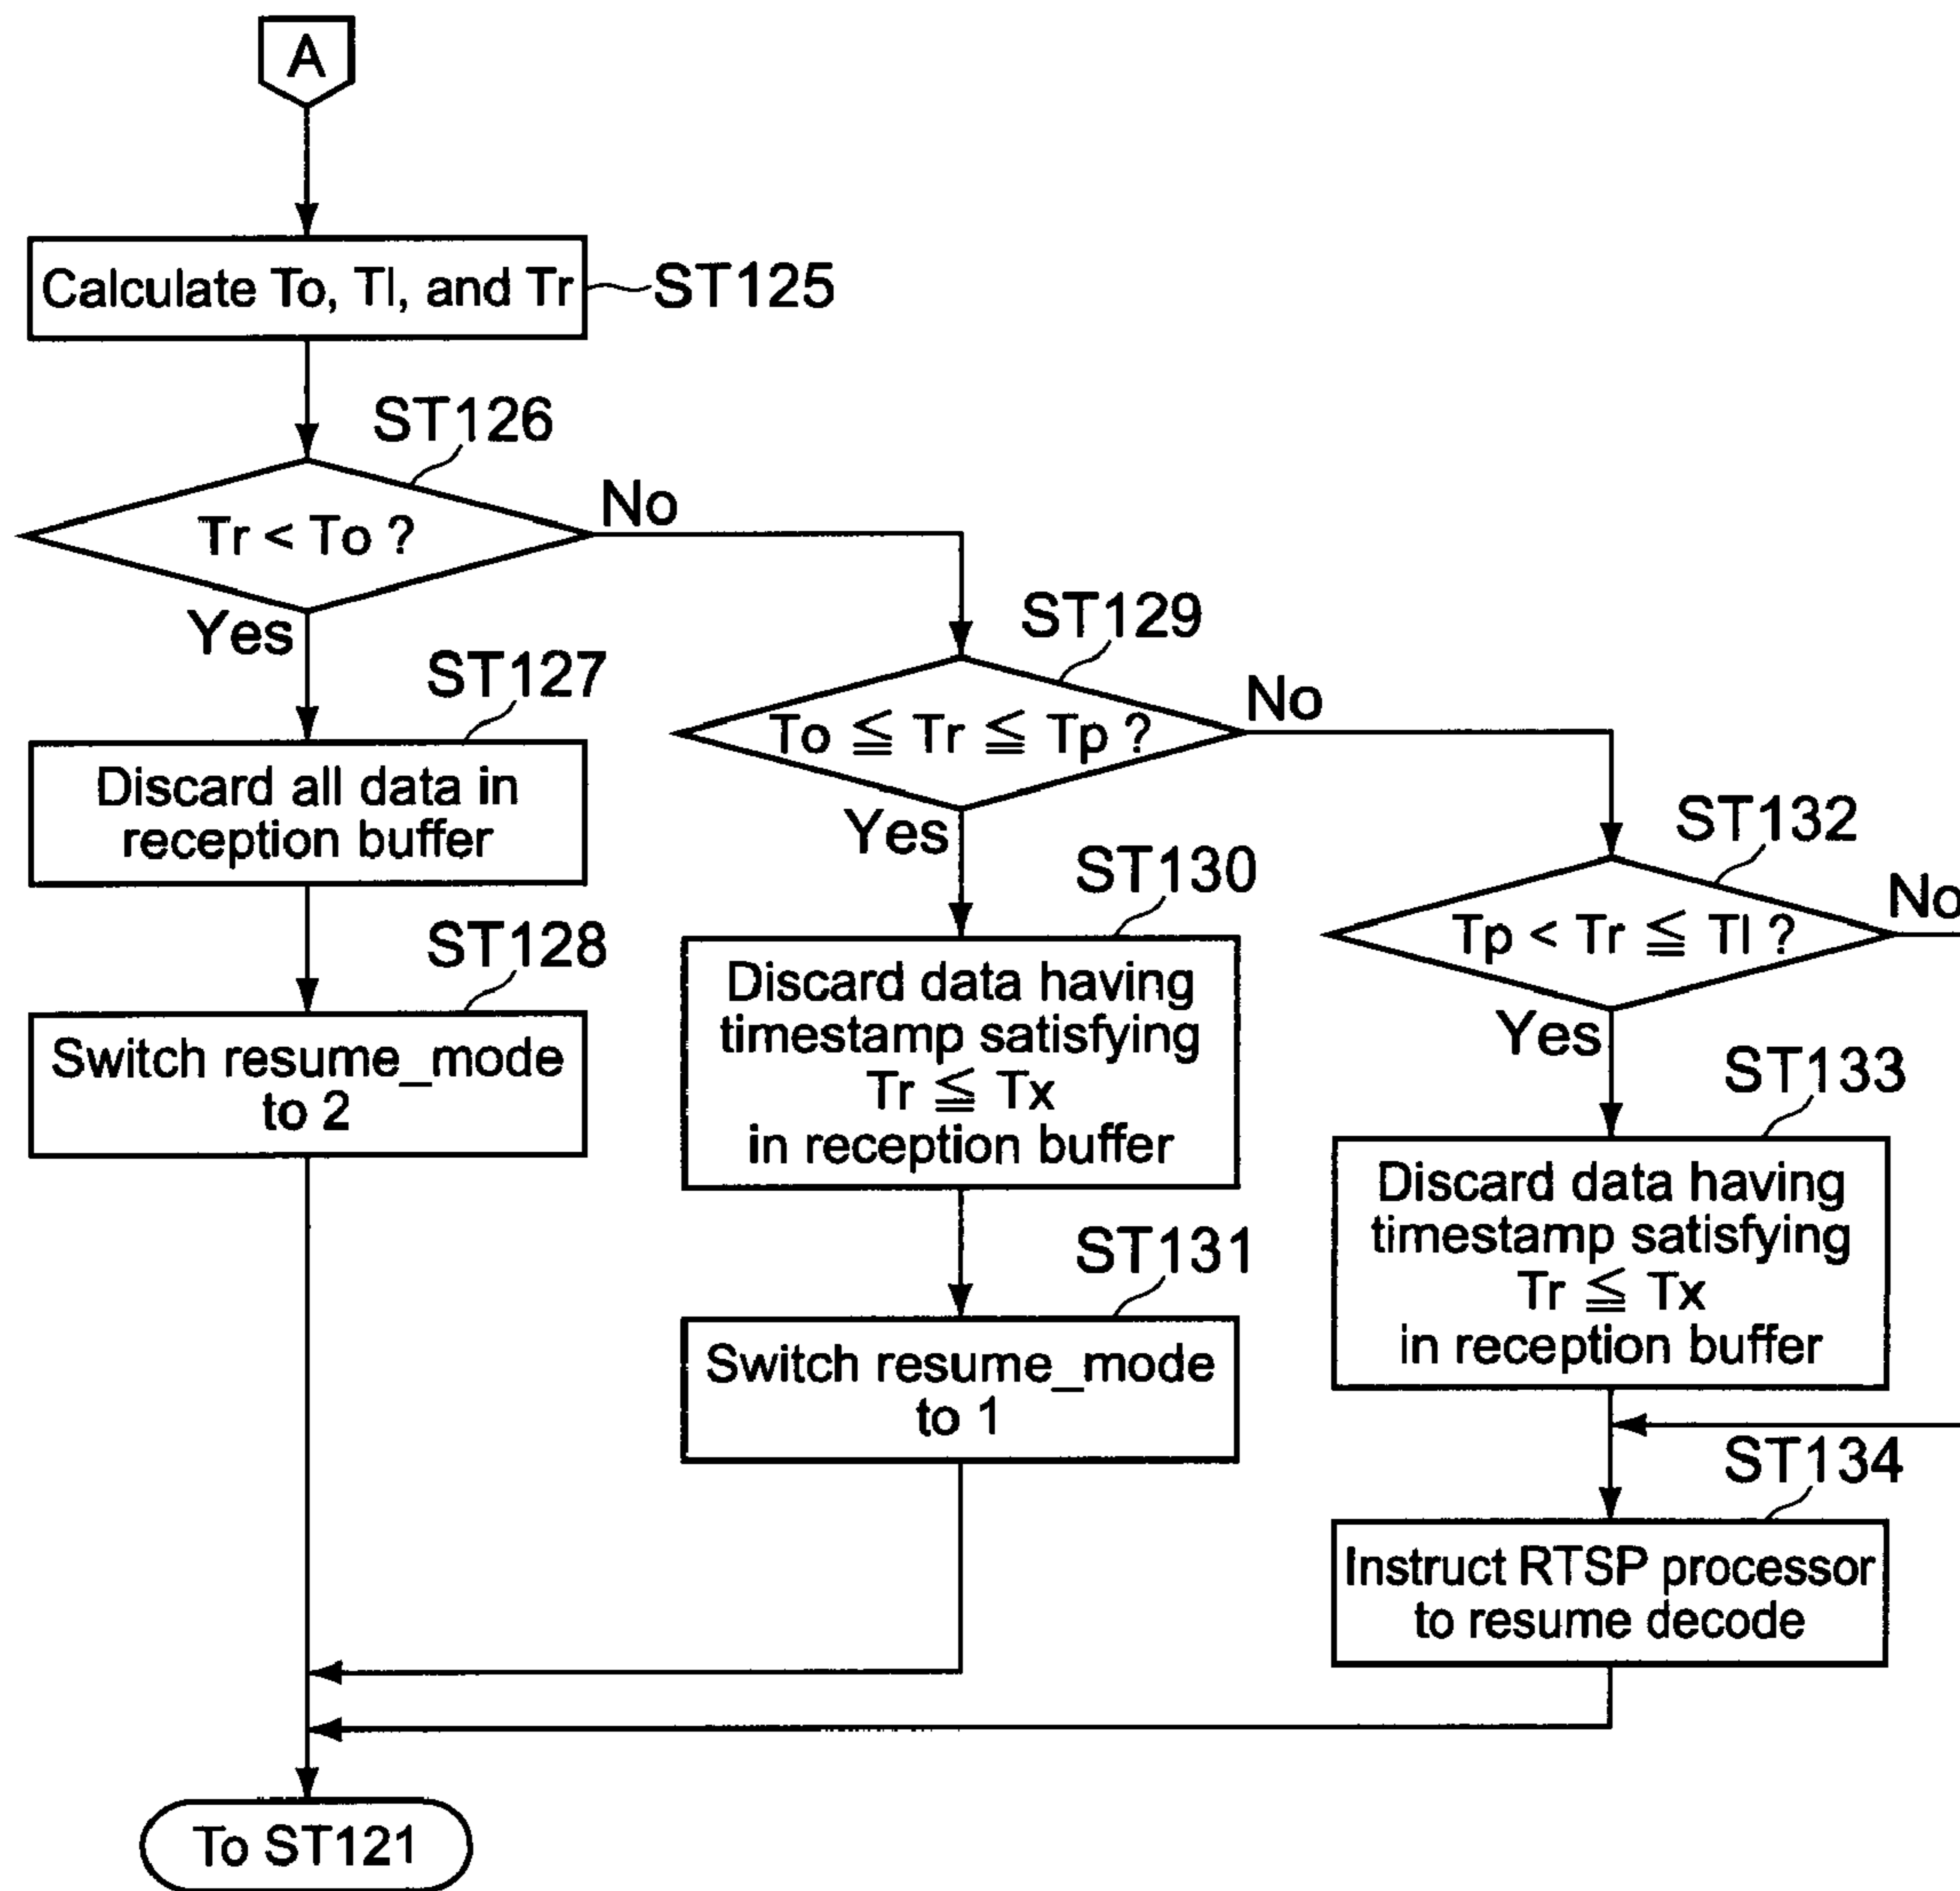 A
Calculate To, Tl, and Tr
ST125
ST126
Tr < To ?
No
Yes
ST127
Discard all data in
reception buffer
ST128
Switch resume_mode
to 2
ST129
To ≦ Tr ≦ Tp ?
No
Yes
ST130
Discard data having
timestamp satisfying
Tr ≦ Tx
in reception buffer
ST131
Switch resume_mode
to 1
ST132
Tp < Tr ≦ Tl ?
No
Yes
ST133
Discard data having
timestamp satisfying
Tr ≦ Tx
in reception buffer
ST134
Instruct RTSP processor
to resume decode
To ST121